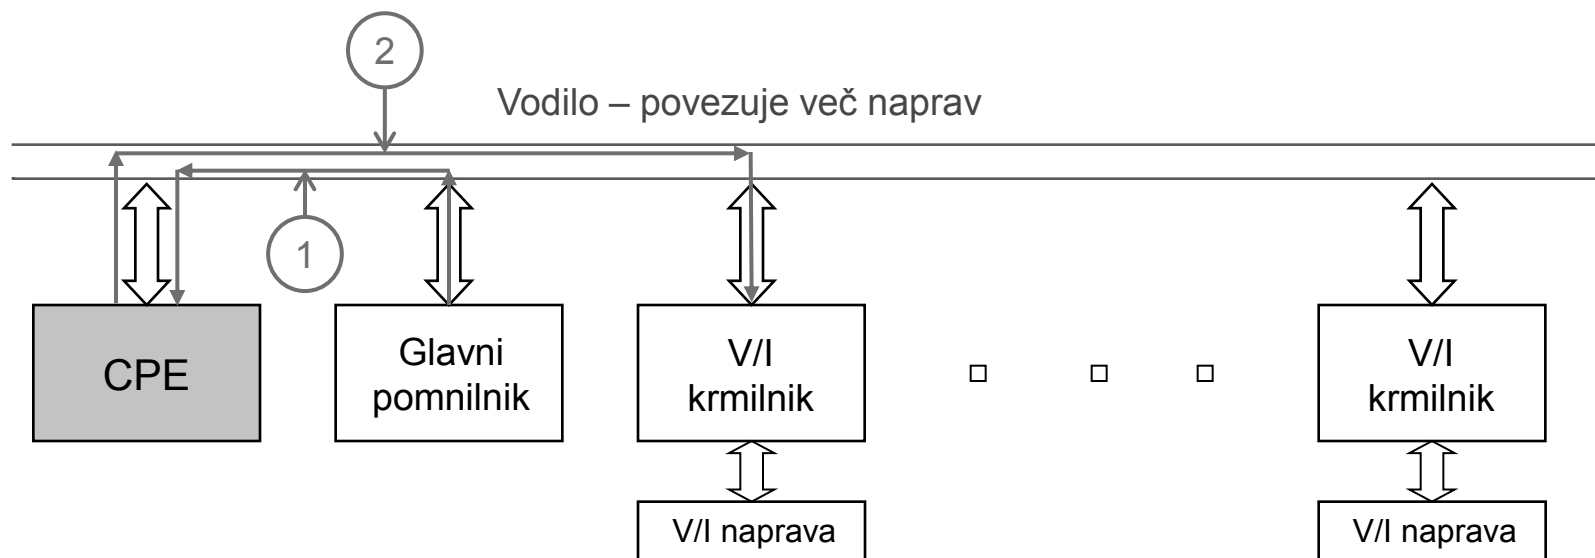 2
Vodilo – povezuje več naprav
1
CPE
Glavni
pomnilnik
V/I
krmilnik
V/I
krmilnik
V/I naprava
V/I naprava